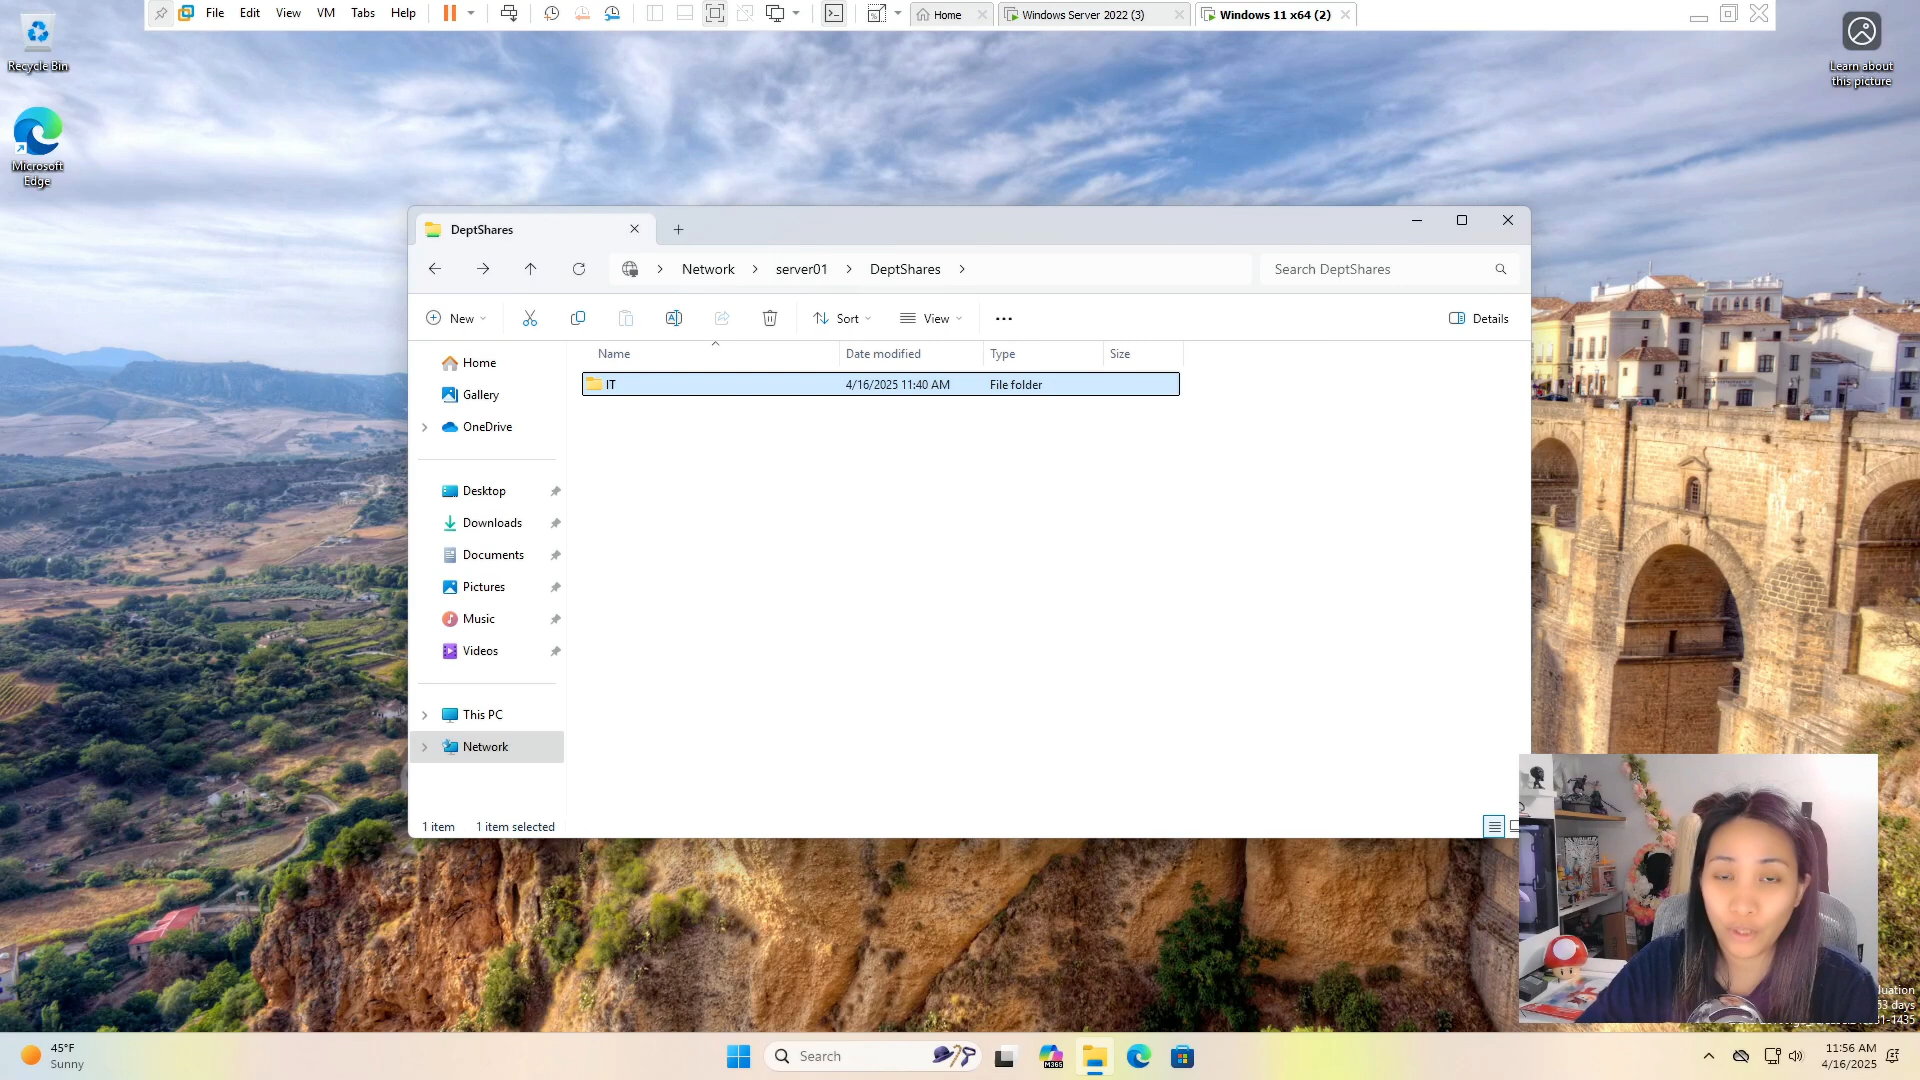 File Edit View VM Tabs Help
Home
Windows Server 2022 (3)
Windows 11 x64 (2)
Recycle Bin
Microsoft
Edge
Learn about
this picture
DeptShares
Network
server01
DeptShares
Search DeptShares
New
Sort
View
Details
Name
Date modified
Type
Size
IT
4/16/2025 11:40 AM
File folder
Home
Gallery
OneDrive
Desktop
Downloads
Documents
Pictures
Music
Videos
This PC
Network
1 item
1 item selected
days
-1435
45°F
Sunny
Search
M365
11:56 AM
4/16/2025